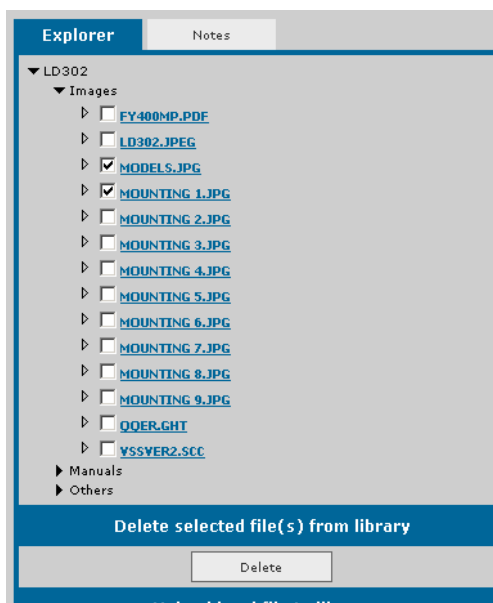 Explorer Notes
LD302
Images
FY400MP.PDF
LD302.JPEG
MODELS.JPG
MOUNTING 1.JPG
MOUNTING 2.JPG
MOUNTING 3.JPG
MOUNTING 4.JPG
MOUNTING 5.JPG
MOUNTING 6.JPG
MOUNTING 7.JPG
MOUNTING 8.JPG
MOUNTING 9.JPG
QQER.GHT
VSSVER2.SCC
Manuals
Others
Delete selected file(s) from library
Delete